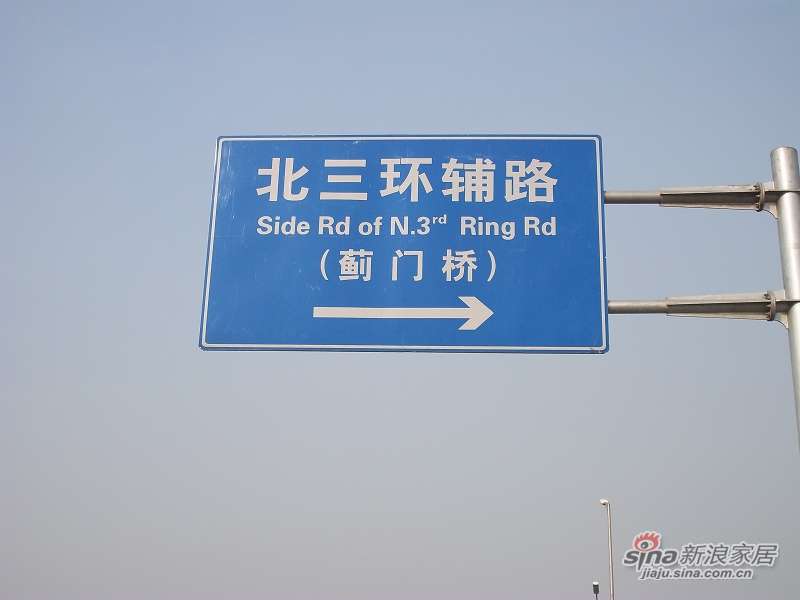 北三环辅路
Side Rd of N.3rd Ring Rd
（蓟门桥）
sina新浪家居
jiaju.sina.com.cn